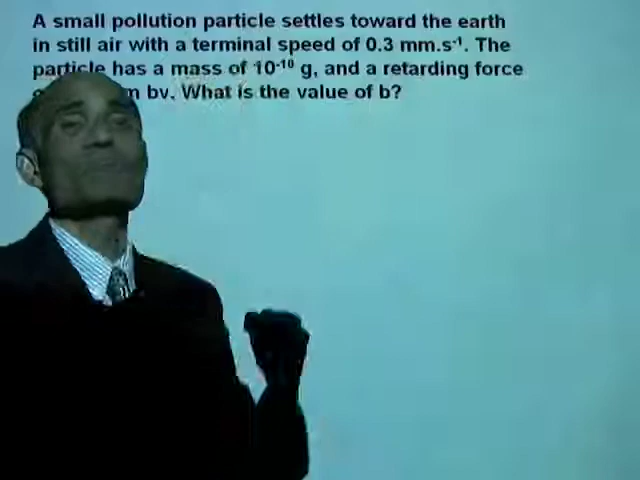 A small pollution particle settles toward the earth
in still air with a terminal speed of 0.3 mm.s⁻¹. The
particle has a mass of 10⁻¹⁰ g, and a retarding force
bv. What is the value of b?